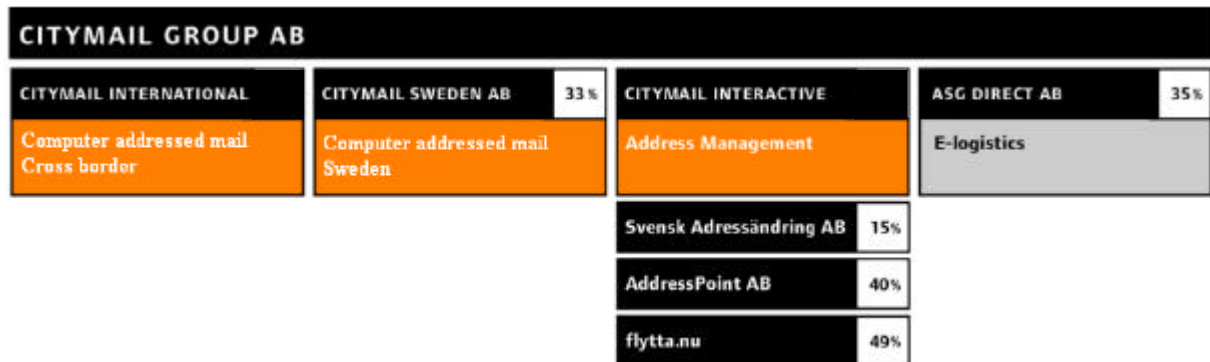 CITYMAIL GROUP AB
CITYMAIL INTERNATIONAL
Computer addressed mail
Cross border
CITYMAIL SWEDEN AB 33%
Computer addressed mail
Sweden
CITYMAIL INTERACTIVE
Address Management
Svensk Adressändring AB 15%
AddressPoint AB 40%
flytta.nu 49%
ASG DIRECT AB 35%
E-logistics